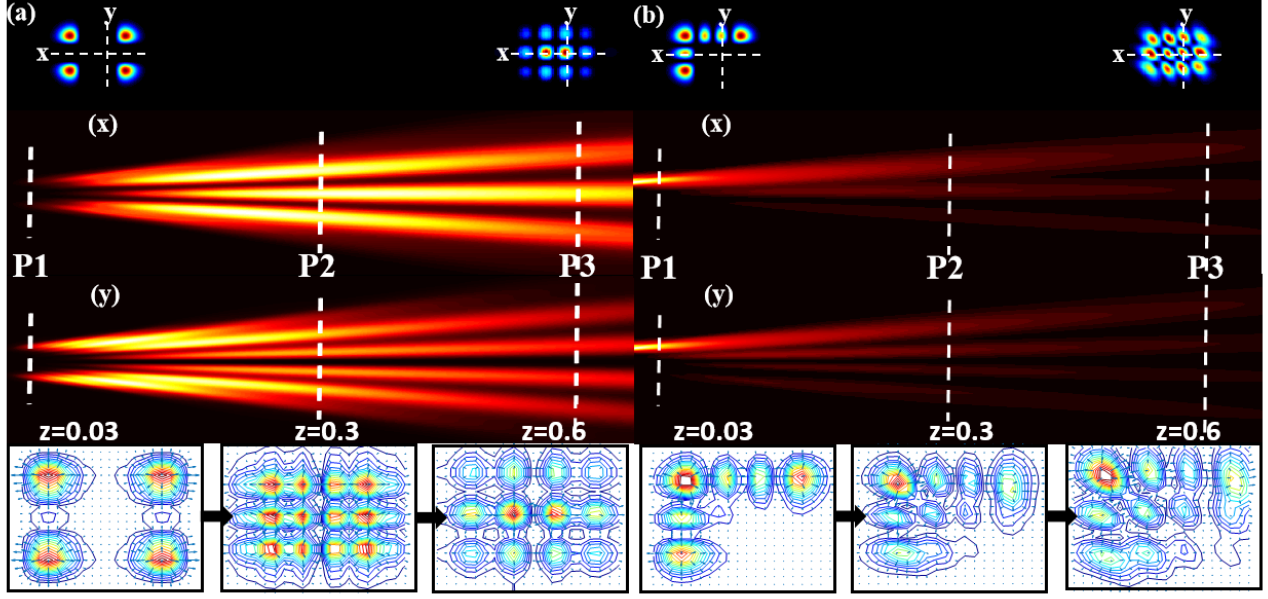 (a) y (b) y
x x x x
y y
(x) (x)
P1 P2 P3 P1 P2 P3
(y) (y)
z=0.03 z=0.3 z=0.6 z=0.03 z=0.3 z=0.6